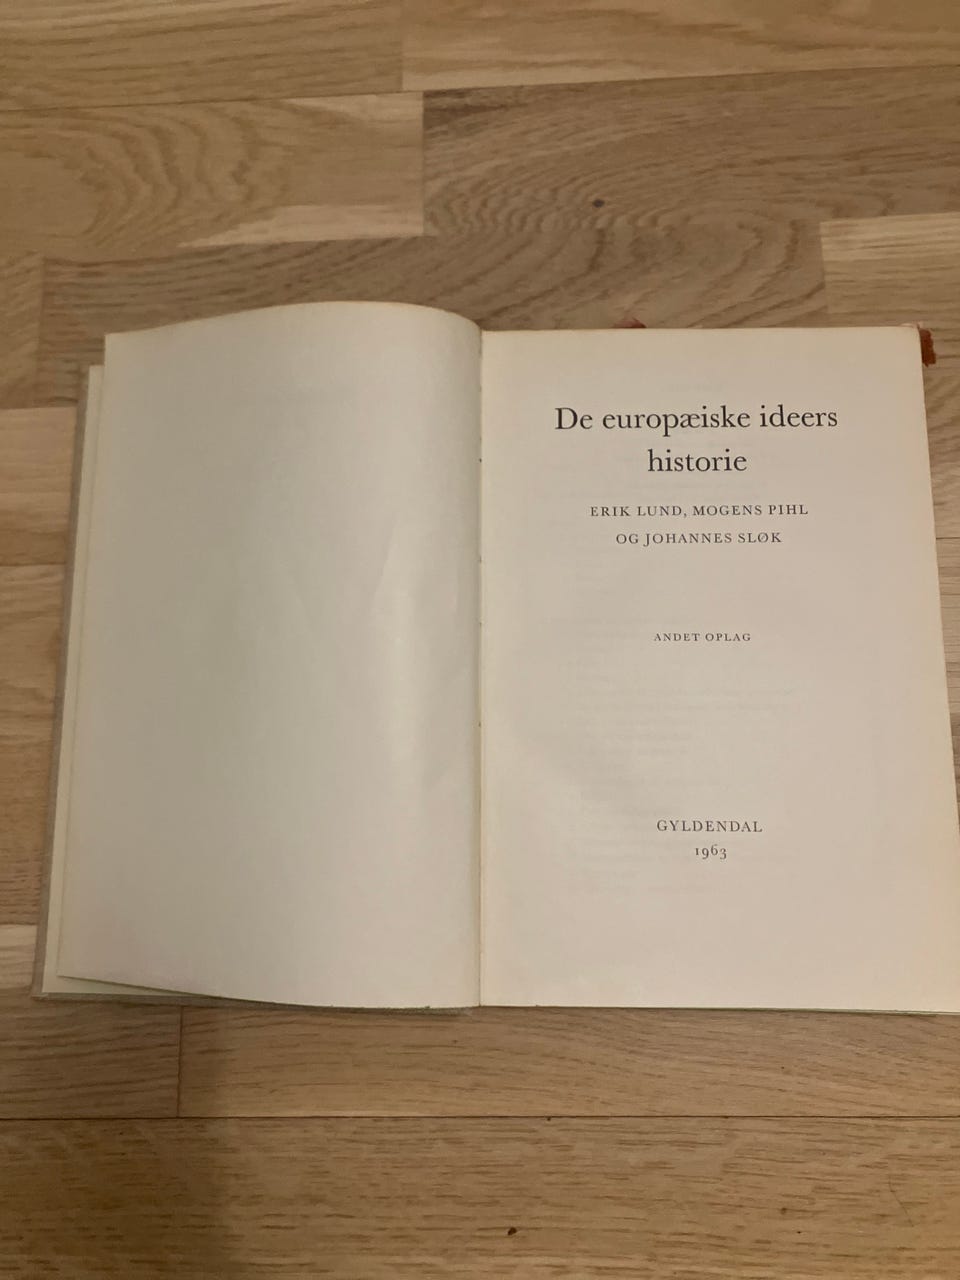 De europæiske ideers
historie
ERIK LUND, MOGENS PIHL
OG JOHANNES SLØK
ANDET OPLAG
GYLDENDAL
1963